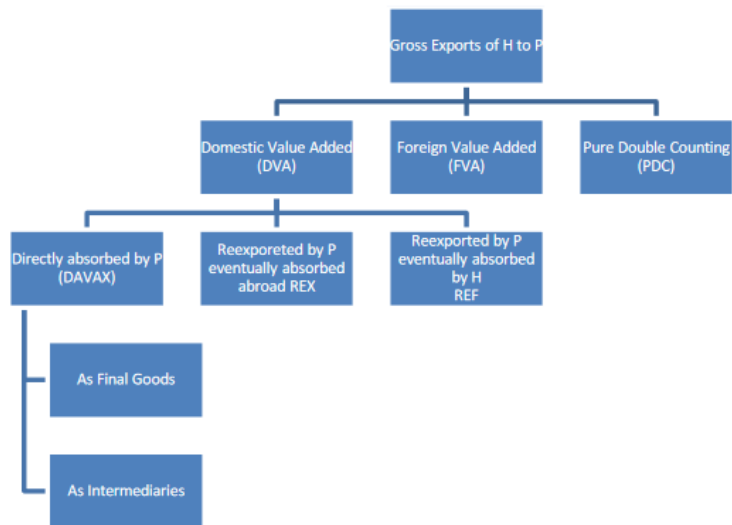 Gross Exports of H to P
Domestic Value Added
(DVA)
Foreign Value Added
(FVA)
Pure Double Counting
(PDC)
Directly absorbed by P
(DAVAX)
Reexporeted by P
eventually absorbed
abroad REX
Reexported by P
eventually absorbed
by H
REF
As Final Goods
As Intermediaries